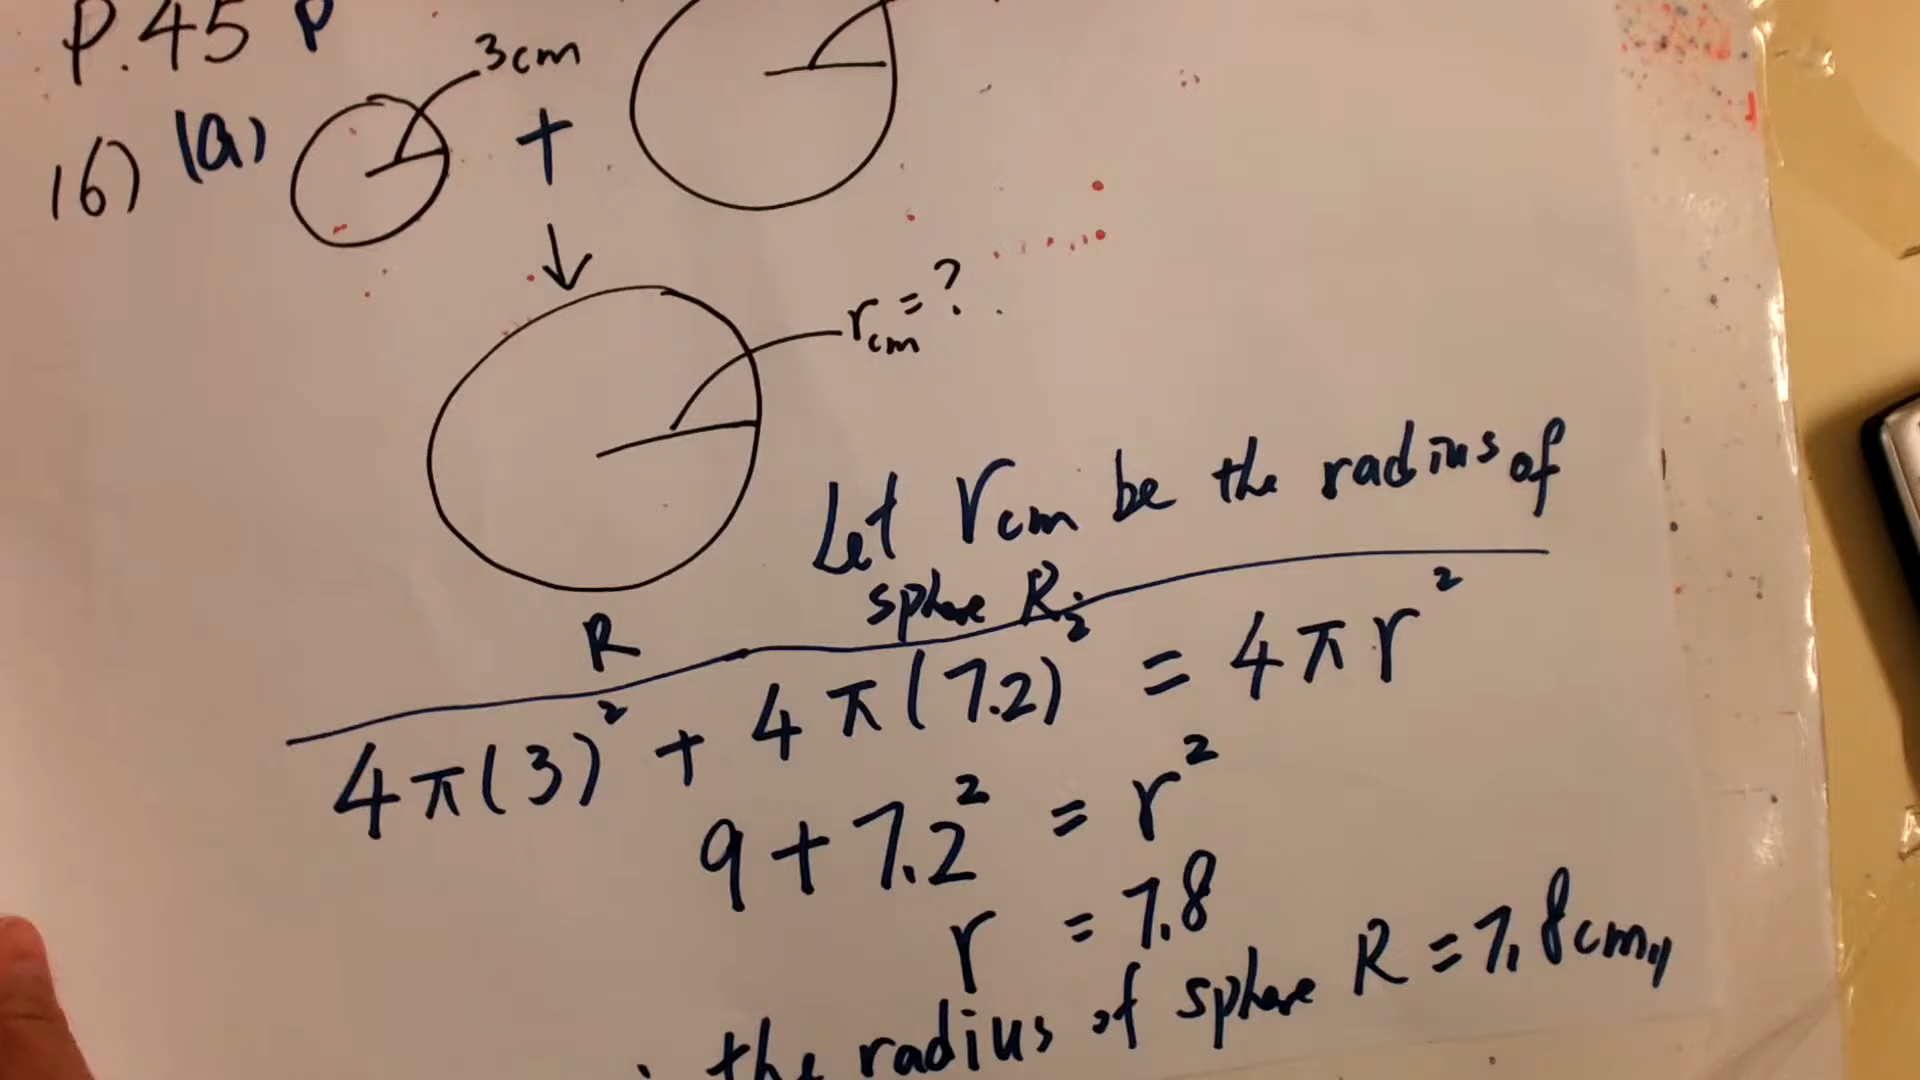 P.45 P
3cm
16) (a)
+
r cm = ?
Let r cm be the radius of
sphere R.
R
4π(3)² + 4π(7.2)² = 4πr²
9 + 7.2² = r²
r = 7.8
∴ the radius of sphere R = 7.8cm,,